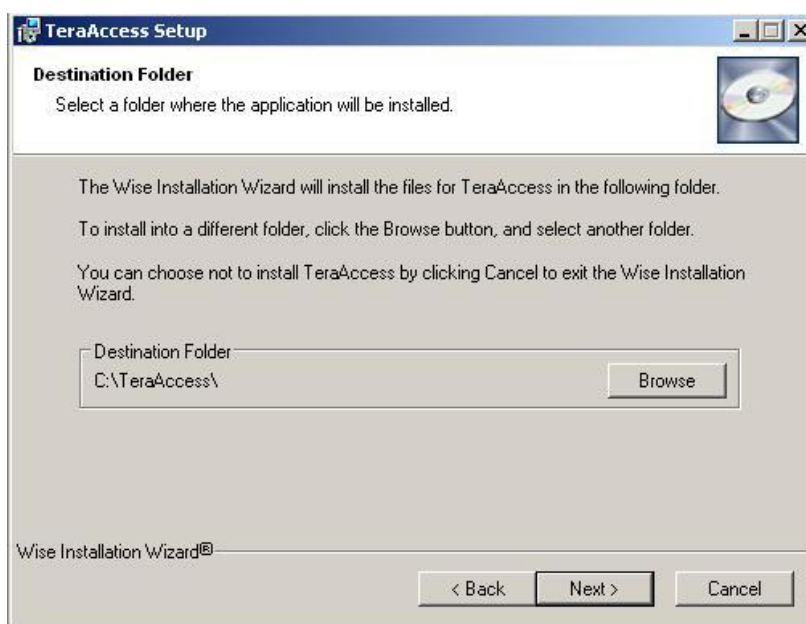 TeraAccess Setup
Destination Folder
Select a folder where the application will be installed.
The Wise Installation Wizard will install the files for TeraAccess in the following folder.
To install into a different folder, click the Browse button, and select another folder.
You can choose not to install TeraAccess by clicking Cancel to exit the Wise Installation
Wizard.
Destination Folder
C:\TeraAccess\
Browse
Wise Installation Wizard®
< Back
Next >
Cancel